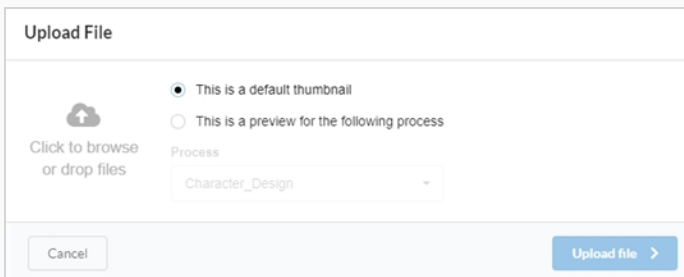 Upload File
This is a default thumbnail
This is a preview for the following process
Click to browse
or drop files
Process
Character_Design
Cancel
Upload file